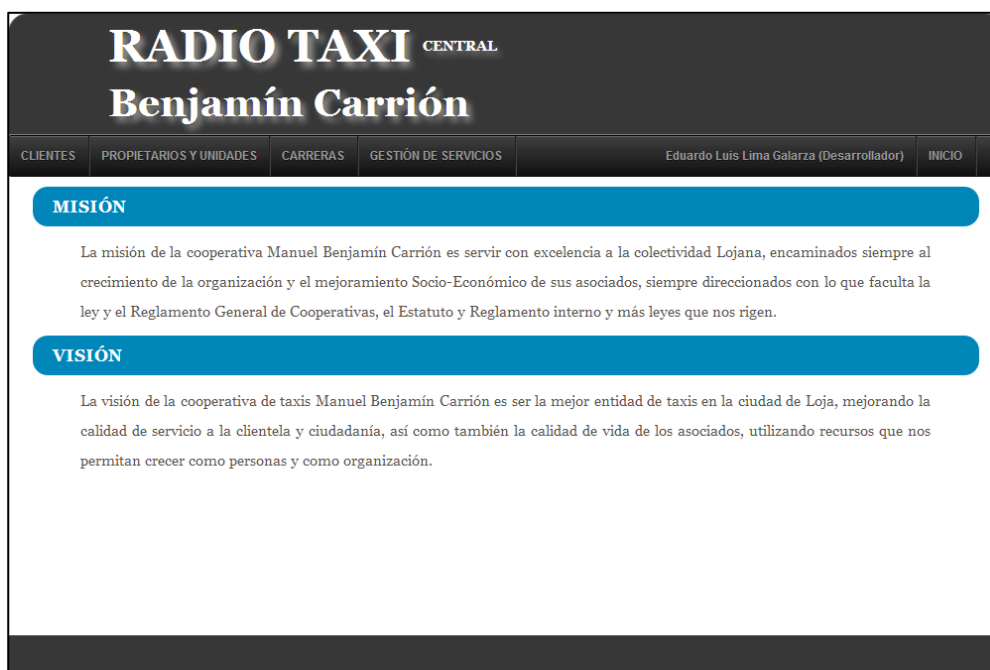 RADIO TAXI CENTRAL
Benjamín Carrión
CLIENTES PROPIETARIOS Y UNIDADES CARRERAS GESTIÓN DE SERVICIOS Eduardo Luis Lima Galarza (Desarrollador) INICIO
MISIÓN
La misión de la cooperativa Manuel Benjamín Carrión es servir con excelencia a la colectividad Lojana, encaminados siempre al
crecimiento de la organización y el mejoramiento Socio-Económico de sus asociados, siempre direccionados con lo que faculta la
ley y el Reglamento General de Cooperativas, el Estatuto y Reglamento interno y más leyes que nos rigen.
VISIÓN
La visión de la cooperativa de taxis Manuel Benjamín Carrión es ser la mejor entidad de taxis en la ciudad de Loja, mejorando la
calidad de servicio a la clientela y ciudadanía, así como también la calidad de vida de los asociados, utilizando recursos que nos
permitan crecer como personas y como organización.